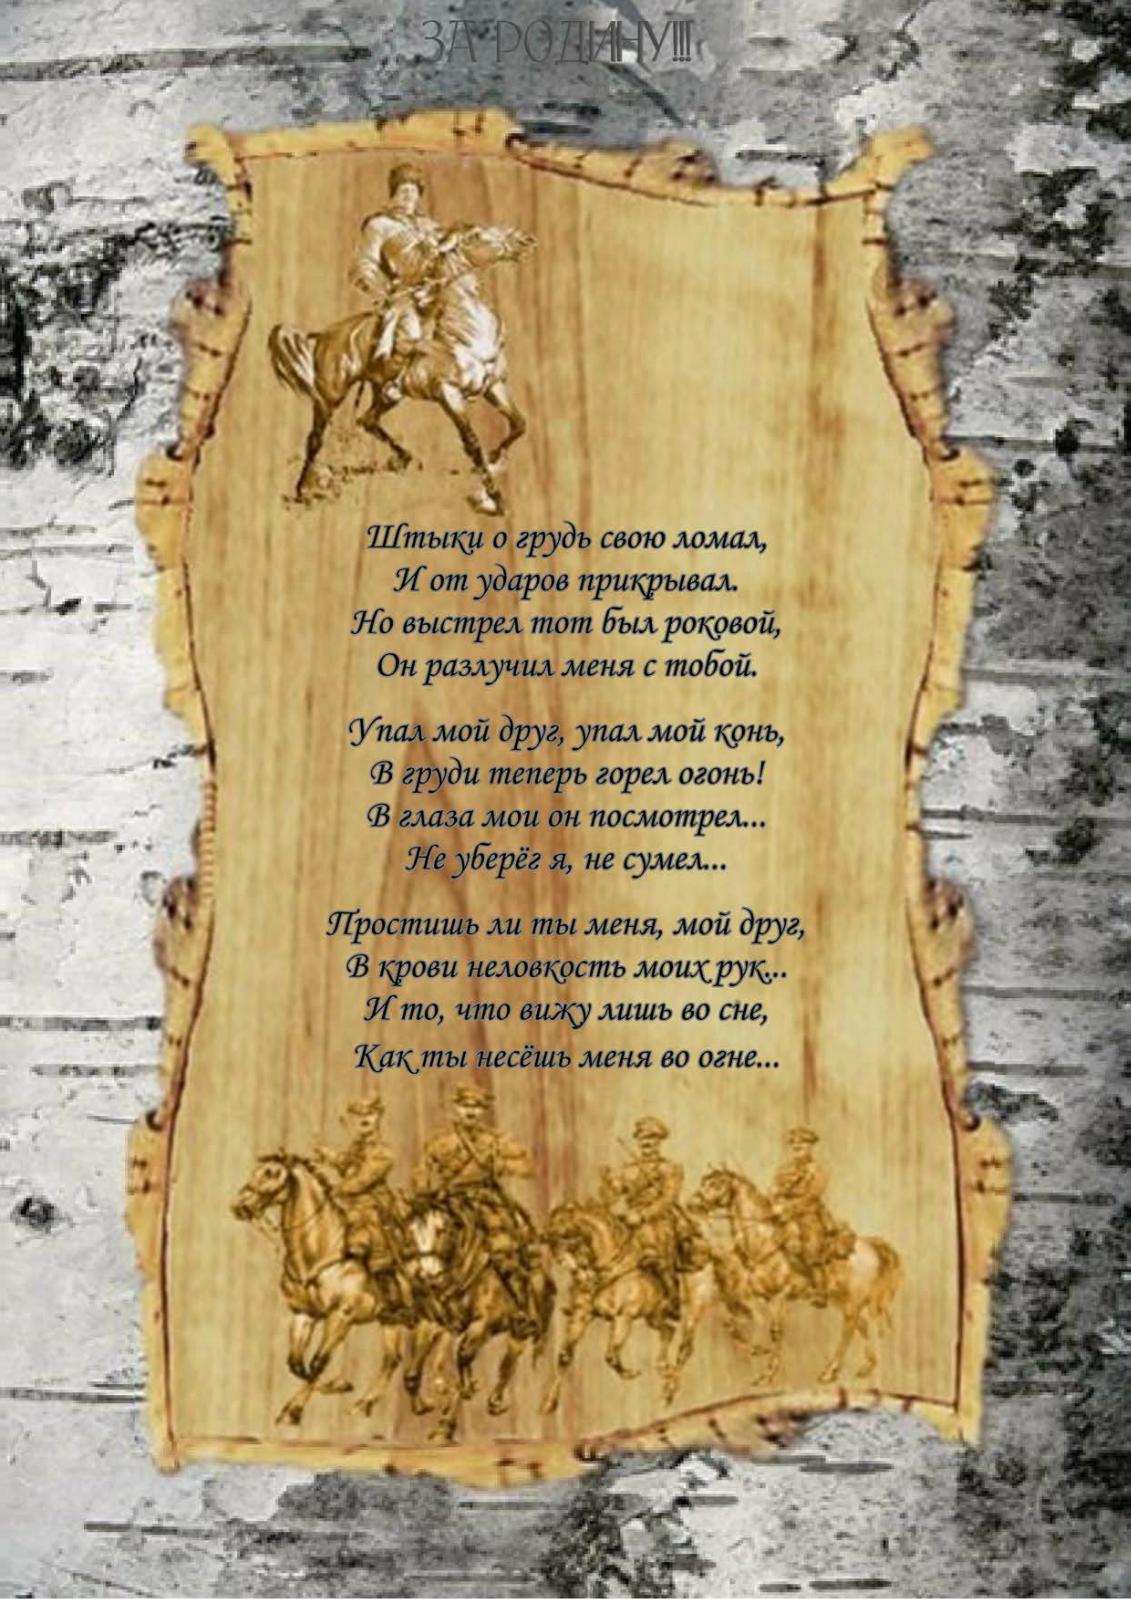 ЗА РОДИНУ!!!
Штыки о грудь свою ломал,
И от ударов прикрывал.
Но выстрел тот был роковой,
Он разлучил меня с тобой.
Упал мой друг, упал мой конь,
В груди теперь горел огонь!
В глаза мои он посмотрел...
Не уберёг я, не сумел...
Простишь ли ты меня, мой друг,
В крови неловкость моих рук...
И то, что вижу лишь во сне,
Как ты несёшь меня во огне...